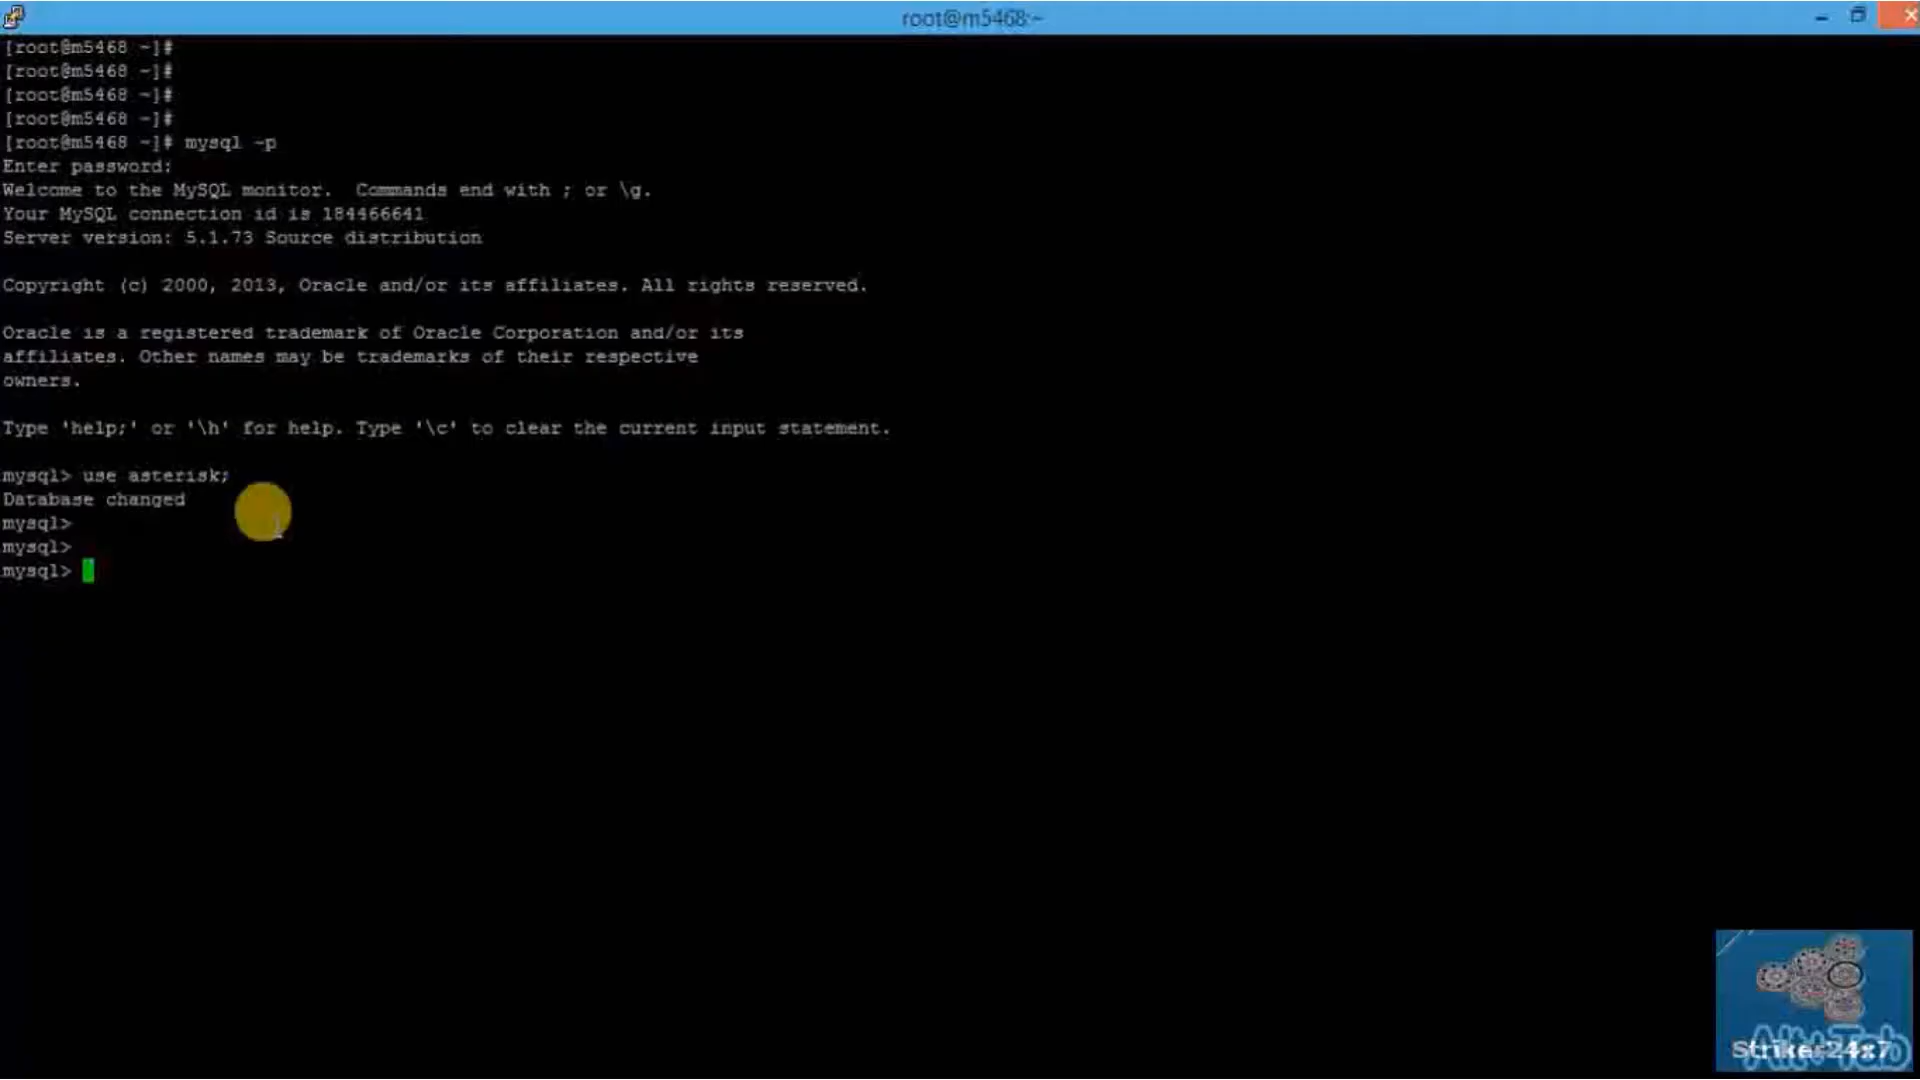 root@m5468:~
[root@m5468 ~]#
[root@m5468 ~]#
[root@m5468 ~]#
[root@m5468 ~]#
[root@m5468 ~]# mysql -p
Enter password:
Welcome to the MySQL monitor.  Commands end with ; or \g.
Your MySQL connection id is 184466641
Server version: 5.1.73 Source distribution
Copyright (c) 2000, 2013, Oracle and/or its affiliates. All rights reserved.
Oracle is a registered trademark of Oracle Corporation and/or its
affiliates. Other names may be trademarks of their respective
owners.
Type 'help;' or '\h' for help. Type '\c' to clear the current input statement.
mysql> use asterisk;
Database changed
mysql>
mysql>
mysql>
Alt+Tab
Striker24x7